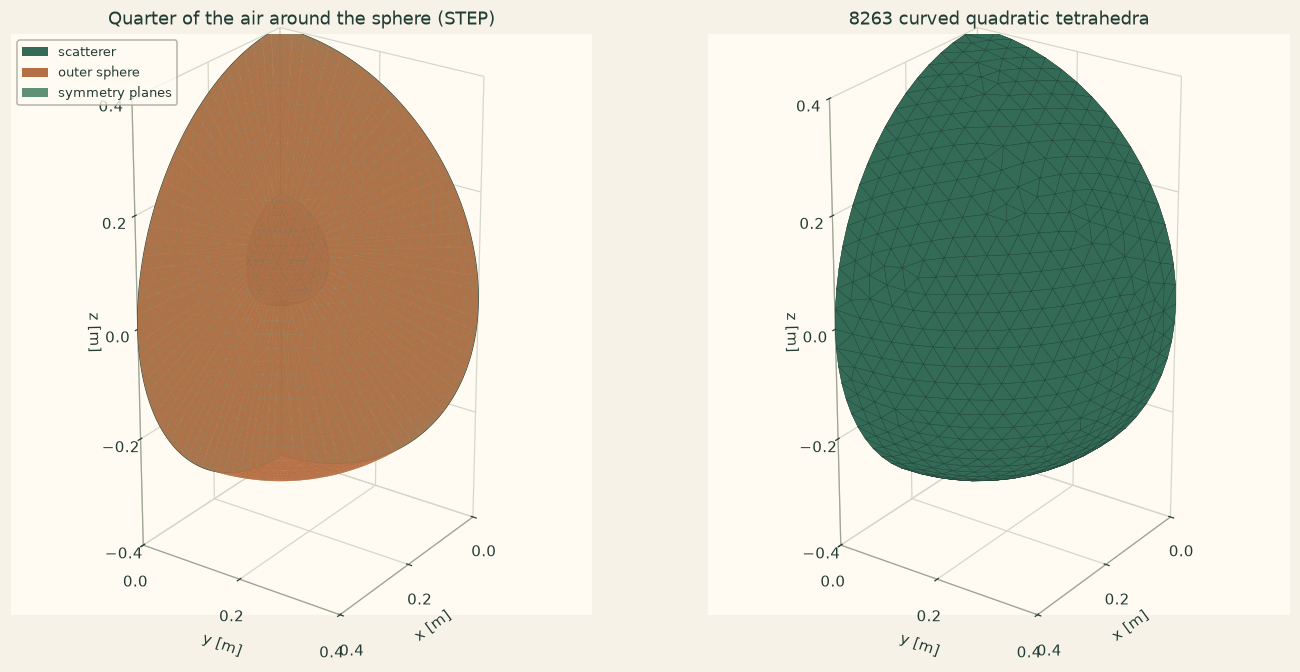 Quarter of the air around the sphere (STEP)
scatterer
outer sphere
symmetry planes
0.4
0.2
0.0
−0.2
−0.4
z [m]
0.0
0.2
0.4
y [m]
0.0
0.2
0.4
x [m]
8263 curved quadratic tetrahedra
0.4
0.2
0.0
−0.2
−0.4
z [m]
0.0
0.2
0.4
y [m]
0.0
0.2
0.4
x [m]